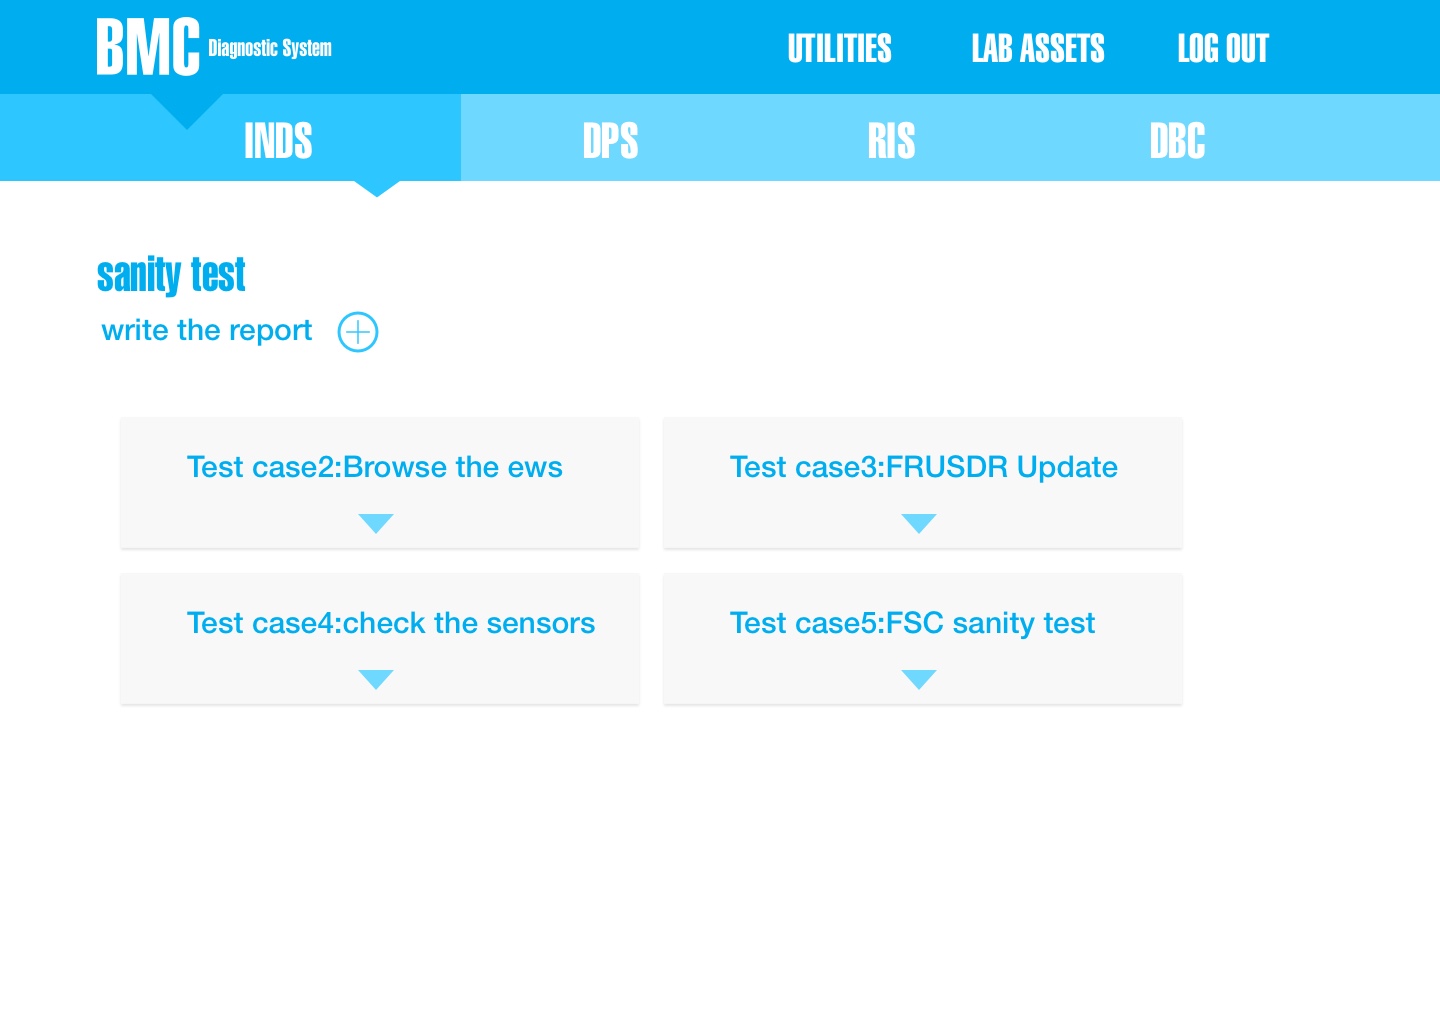 BMC Diagnostic System
UTILITIES
LAB ASSETS
LOG OUT
INDS
DPS
RIS
DBC
sanity test
write the report
Test case2:Browse the ews
Test case3:FRUSDR Update
Test case4:check the sensors
Test case5:FSC sanity test